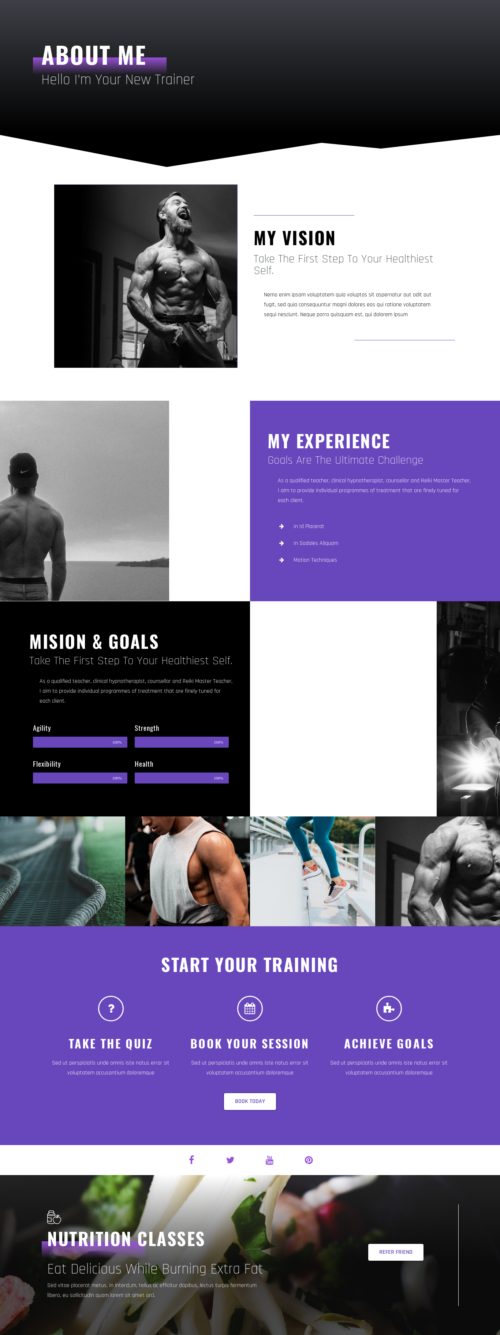 ABOUT ME
Hello I'm Your New Trainer
MY VISION
Take The First Step To Your Healthiest
Self.
Nemo enim ipsam voluptatem quia voluptas sit aspernatur aut odit aut
fugit, sed quia consequuntur magni dolores eos qui ratione voluptatem
sequi nesciunt. Neque porro quisquam est, qui dolorem ipsum
MY EXPERIENCE
Goals Are The Ultimate Challenge
As a qualified teacher, clinical hypnotherapist, counsellor and Reiki Master Teacher,
I aim to provide individual programmes of treatment that are finely tuned for
each client.
In Id Placerat
In Sodales Aliquam
Motion Techniques
MISION & GOALS
Take The First Step To Your Healthiest Self.
As a qualified teacher, clinical hypnotherapist, counsellor and Reiki Master Teacher,
I aim to provide individual programmes of treatment that are finely tuned for
each client.
Agility
Strength
100%
100%
Flexibility
Health
100%
100%
START YOUR TRAINING
?
TAKE THE QUIZ
BOOK YOUR SESSION
ACHIEVE GOALS
Sed ut perspiciatis unde omnis iste natus error sit
voluptatem accusantium doloremque
Sed ut perspiciatis unde omnis iste natus error sit
voluptatem accusantium doloremque
Sed ut perspiciatis unde omnis iste natus error sit
voluptatem accusantium doloremque
BOOK TODAY
NUTRITION CLASSES
Eat Delicious While Burning Extra Fat
Sed vitae placerat metus, in interdum, tellus ac efficitur dapibus, lectus turpis fermentum
libero, eu sollicitudin quam lorem sit amet orci.
REFER FRIEND